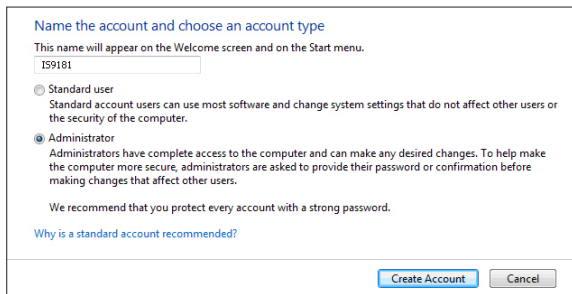 Name the account and choose an account type
This name will appear on the Welcome screen and on the Start menu.
IS9181
Standard user
Standard account users can use most software and change system settings that do not affect other users or
the security of the computer.
Administrator
Administrators have complete access to the computer and can make any desired changes. To help make
the computer more secure, administrators are asked to provide their password or confirmation before
making changes that affect other users.
We recommend that you protect every account with a strong password.
Why is a standard account recommended?
Create Account
Cancel